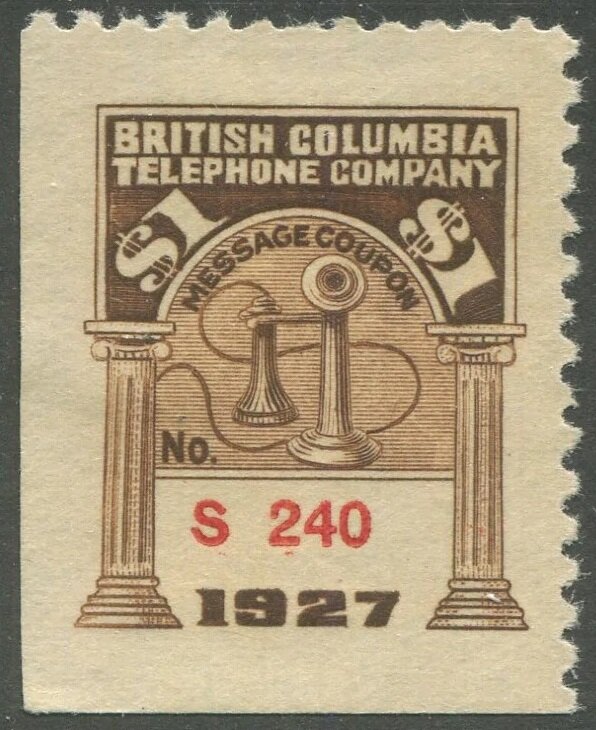 BRITISH COLUMBIA
TELEPHONE COMPANY
$1 $1
MESSAGE COUPON
No.
S 240
1927